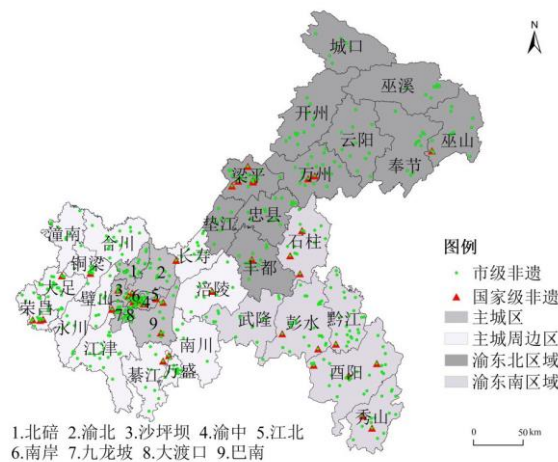 N
城口
巫溪
开州
云阳
巫山
奉节
梁平
万州
忠县
垫江
石柱
丰都
潼南
合川
长寿
铜梁
1
2
大足
璧山
3
6
5
4
涪陵
荣昌
7
8
9
武隆
彭水
黔江
永川
江津
南川
綦江
万盛
酉阳
秀山
图例
市级非遗
国家级非遗
主城区
主城周边区
渝东北区域
渝东南区域
0 50 km
1.北碚 2.渝北 3.沙坪坝 4.渝中 5.江北
6.南岸 7.九龙坡 8.大渡口 9.巴南